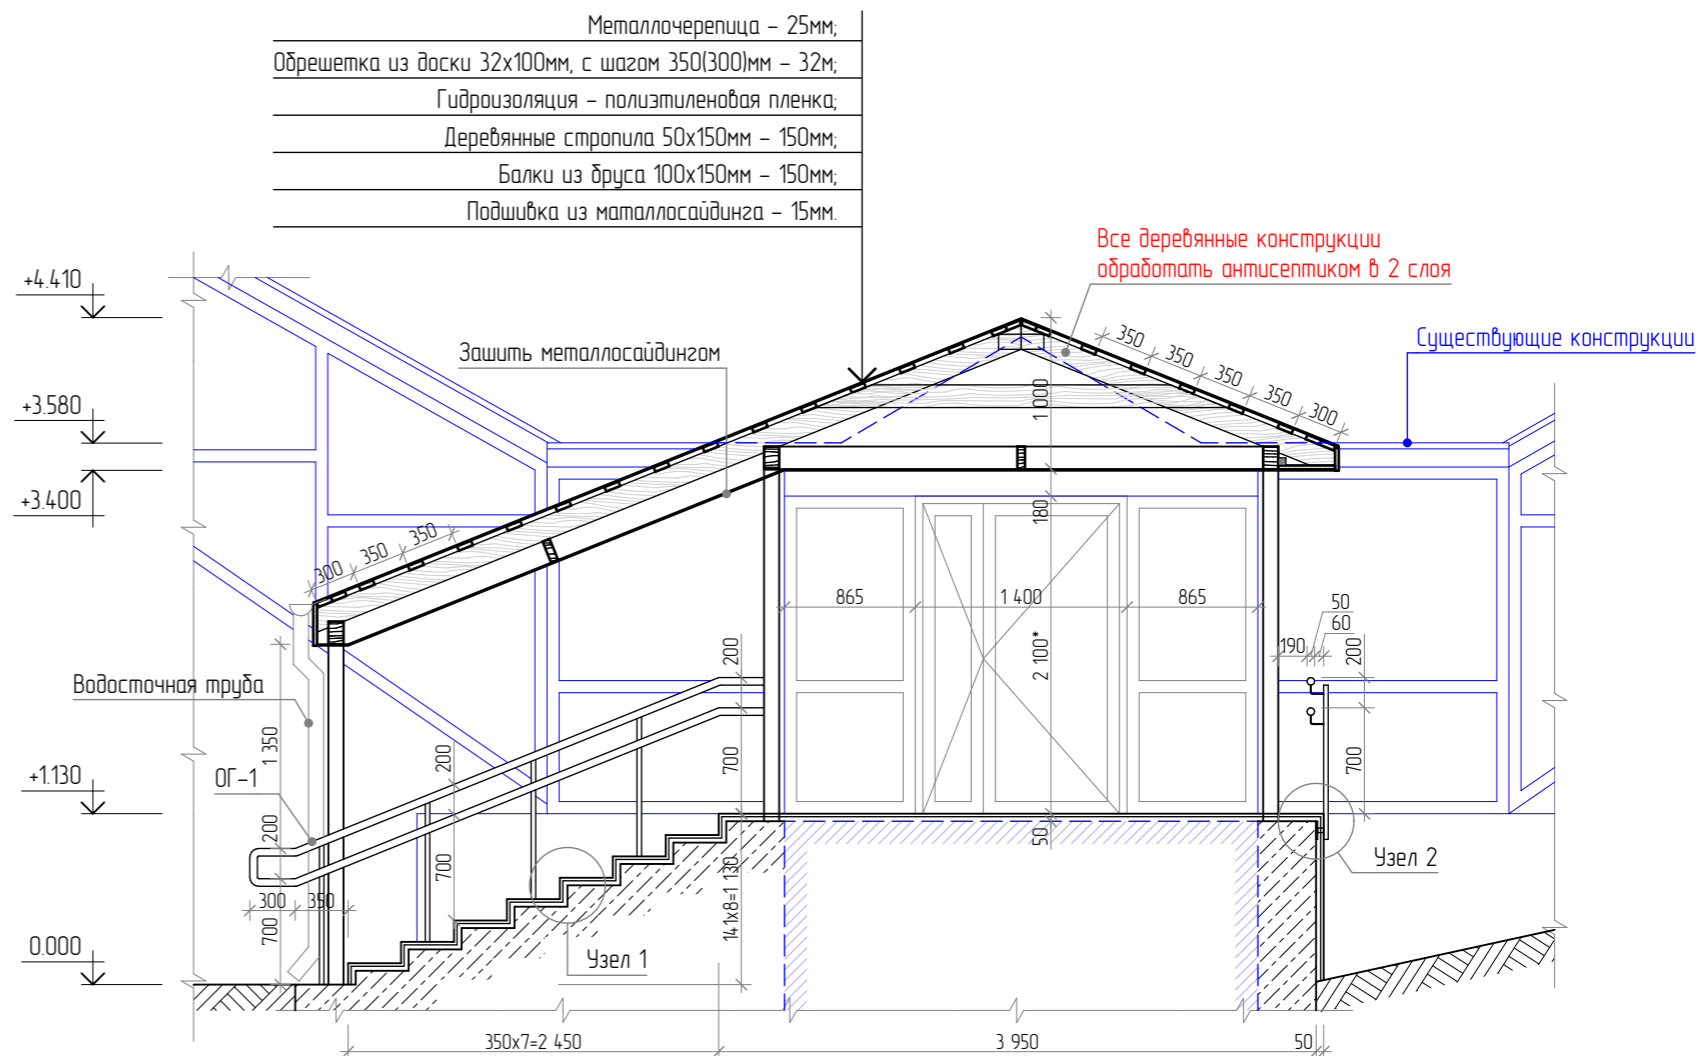 Металлочерепица - 25мм;
Обрешетка из доски 32х100мм, с шагом 350(300)мм - 32м;
Гидроизоляция - полиэтиленовая пленка;
Деревянные стропила 50х150мм - 150мм;
Балки из бруса 100х150мм - 150мм;
Подшивка из маталлосайдинга - 15мм.
Все деревянные конструкции
обработать антисептиком в 2 слоя
+4.410
Существующие конструкции
Зашить металлосайдингом
350
350
350
350
300
1 000
+3.580
+3.400
180
300
350
350
865
1 400
865
2 100*
50
60
190
200
700
200
700
Водосточная труба
1 350
ОГ-1
+1.130
200
700
200
300
350
700
50
14 1х8=1 130
Узел 2
Узел 1
0.000
350х7=2 450
3 950
50